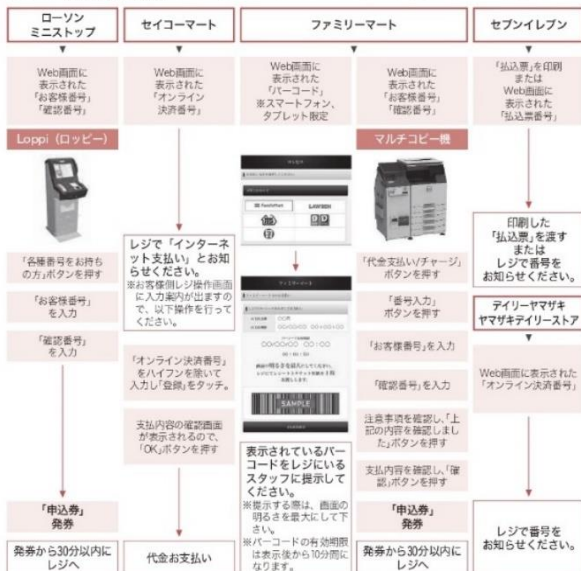 ローソン
ミニストップ
Web画面に
表示された
「お客様番号」
「確認番号」
Loppi（ロッピー）
「各種番号をお持ち
の方」ボタンを押す
「お客様番号」
を入力
「確認番号」
を入力
「申込券」
発券
発券から30分以内に
レジへ
セイコーマート
Web画面に
表示された
「オンライン
決済番号」
レジで「インターネ
ット支払い」とお知
らせください。
※お客様側レジ操作画面
に入力案内が出ますの
で、以下操作を行って
ください。
「オンライン決済番号」
をハイフンを除いて
入力し「登録」をタッチ。
支払内容の確認画面
が表示されるので、
「OK」ボタンを押す
代金お支払い
ファミリーマート
Web画面に
表示された
「バーコード」
※スマートフォン、
タブレット限定
FamilyMart
LAWSON
ファミリーマート
SAMPLE
表示されているバー
コードをレジにいる
スタッフに提示して
ください。
※提示する際は、画面の
明るさを最大にして下
さい。
※バーコードの有効期限
は表示後から10分間に
なります。
Web画面に
表示された
「お客様番号」
「確認番号」
マルチコピー機
「代金支払い/チャージ」
ボタンを押す
「番号入力」
ボタンを押す
「お客様番号」を入力
「確認番号」を入力
注意事項を確認し、「上
記の内容を確認しまし
た」ボタンを押す
支払内容を確認し、「確
認」ボタンを押す
「申込券」
発券
発券から30分以内に
レジへ
セブンイレブン
「払込票」を印刷
または
Web画面に
表示された
「払込票番号」
印刷した
「払込票」を渡す
または
レジで番号を
お知らせください。
デイリーヤマザキ
ヤマザキデイリーストア
Web画面に表示された
「オンライン決済番号」
レジで番号を
お知らせください。